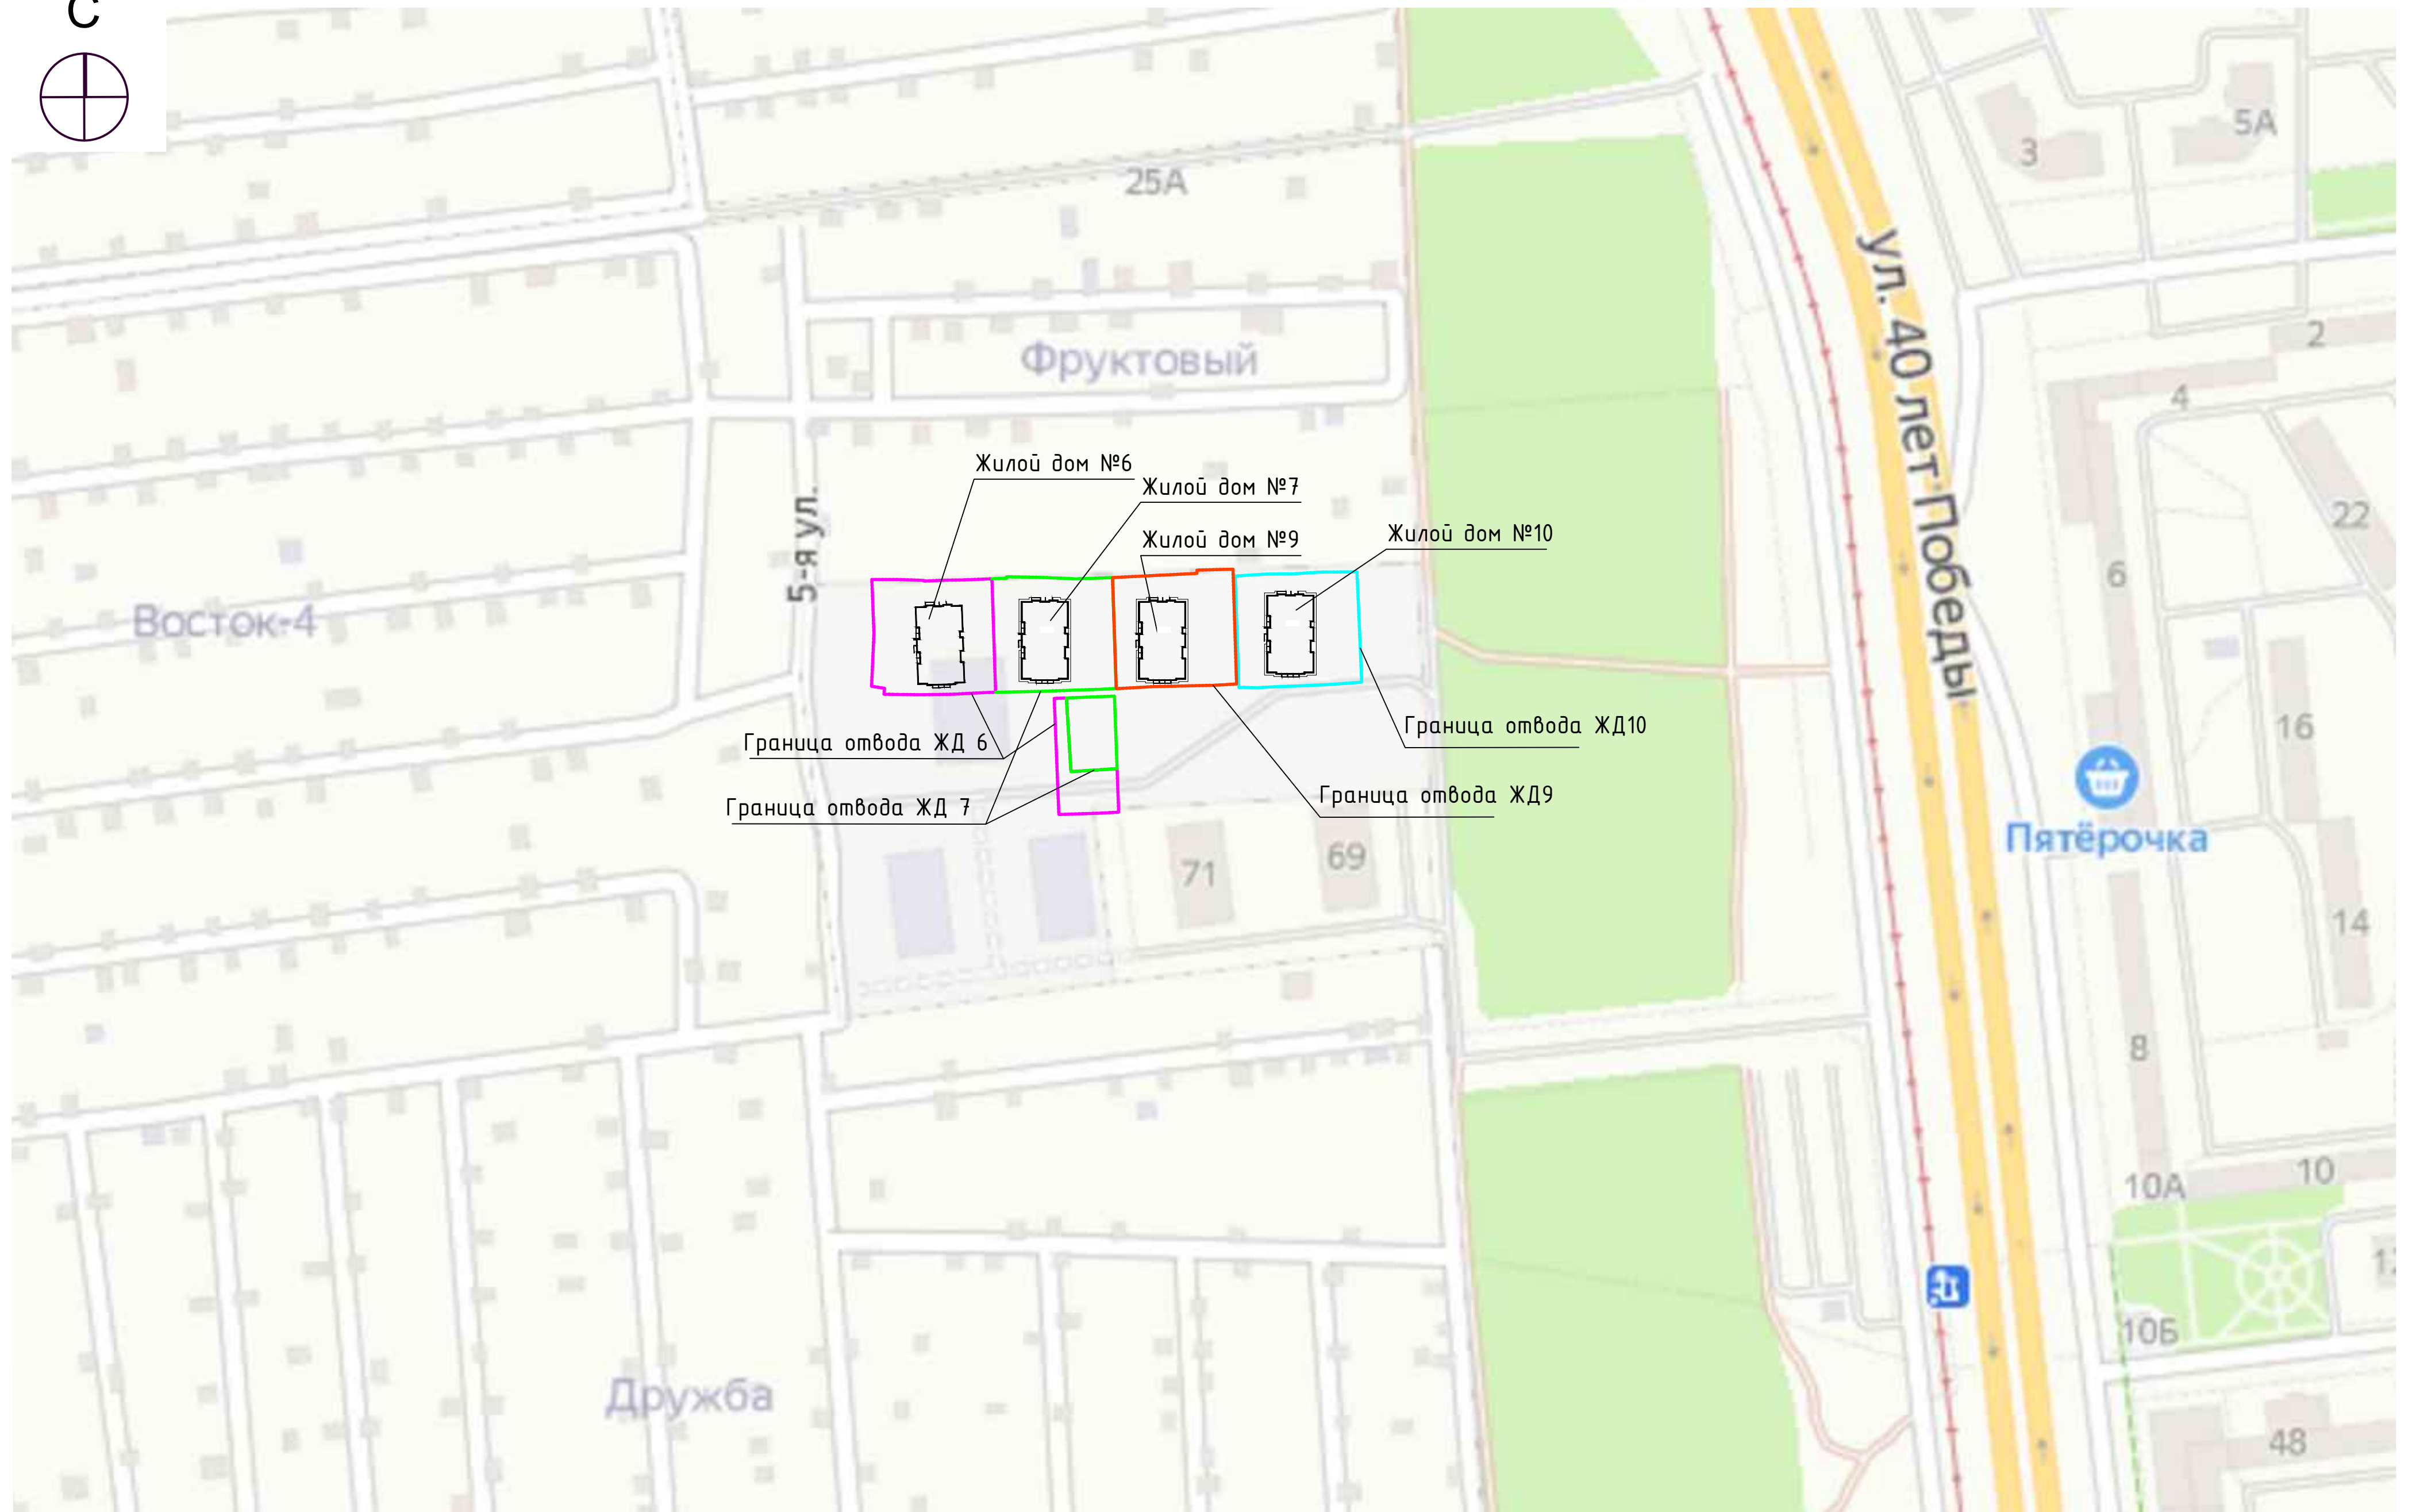 С
25А
3
5А
ул. 40 лет Победы
2
Фруктовый
4
Жилой дом №6
Жилой дом №7
5-я ул.
22
Жилой дом №9
Жилой дом №10
6
Восток-4
Граница отвода ЖД 6
Граница отвода ЖД10
16
Граница отвода ЖД 7
Граница отвода ЖД9
Пятёрочка
71
69
14
8
10А
10
10Б
Дружба
48